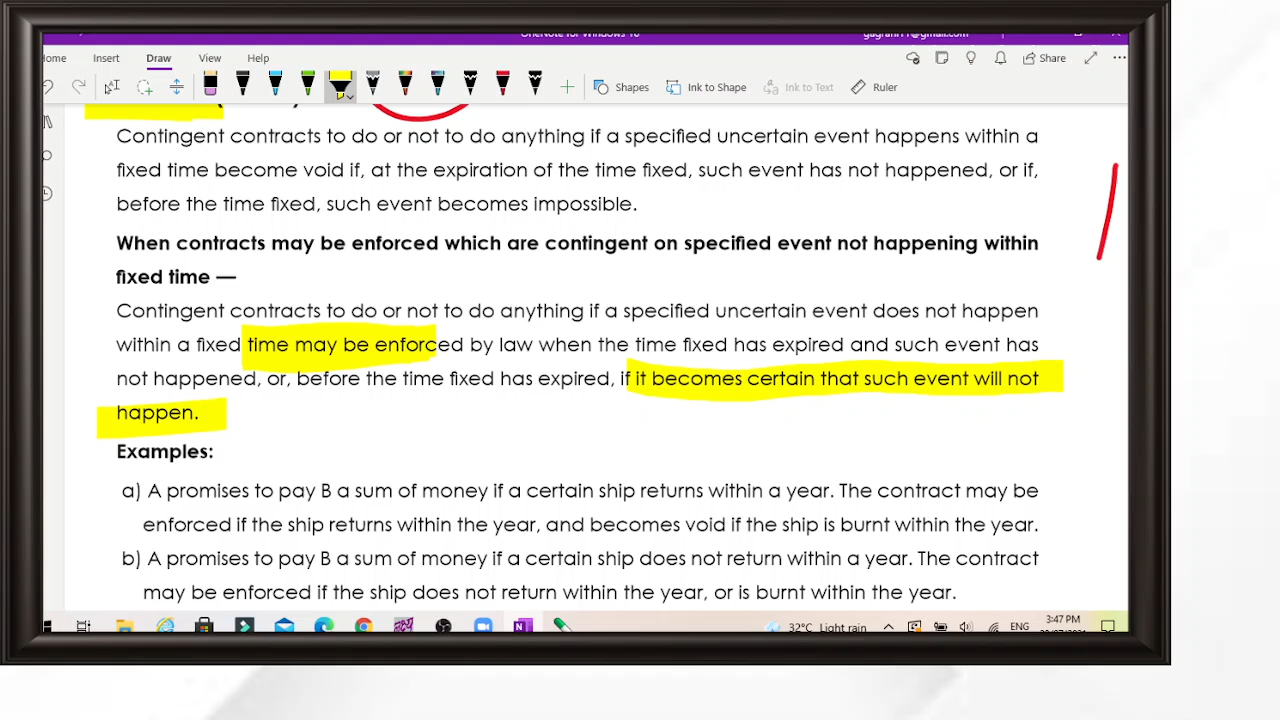 OneNote for Windows 10
Home Insert Draw View Help Share
Shapes Ink to Shape Ink to Text Ruler
Contingent contracts to do or not to do anything if a specified uncertain event happens within a
fixed time become void if, at the expiration of the time fixed, such event has not happened, or if,
before the time fixed, such event becomes impossible.
When contracts may be enforced which are contingent on specified event not happening within
fixed time —
Contingent contracts to do or not to do anything if a specified uncertain event does not happen
within a fixed time may be enforced by law when the time fixed has expired and such event has
not happened, or, before the time fixed has expired, if it becomes certain that such event will not
happen.
Examples:
a) A promises to pay B a sum of money if a certain ship returns within a year. The contract may be
enforced if the ship returns within the year, and becomes void if the ship is burnt within the year.
b) A promises to pay B a sum of money if a certain ship does not return within a year. The contract
may be enforced if the ship does not return within the year, or is burnt within the year.
32°C Light rain ENG 3:47 PM